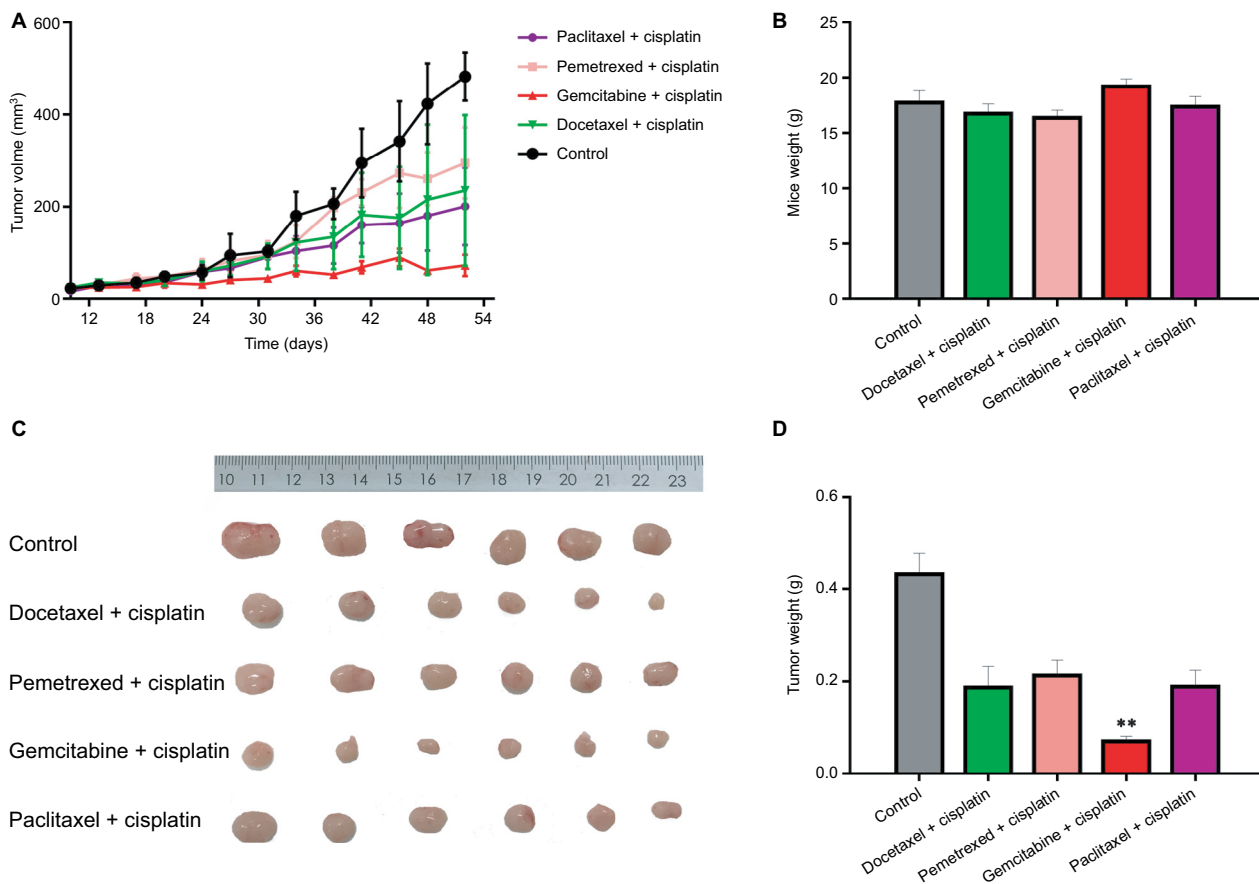 A
600
400
200
0
Tumor volme (mm³)
12 18 24 30 36 42 48 54
Time (days)
Paclitaxel + cisplatin
Pemetrexed + cisplatin
Gemcitabine + cisplatin
Docetaxel + cisplatin
Control
B
25
20
15
10
5
0
Mice weight (g)
Control
Docetaxel + cisplatin
Pemetrexed + cisplatin
Gemcitabine + cisplatin
Paclitaxel + cisplatin
C
10 11 12 13 14 15 16 17 18 19 20 21 22 23
Control
Docetaxel + cisplatin
Pemetrexed + cisplatin
Gemcitabine + cisplatin
Paclitaxel + cisplatin
D
0.6
0.4
0.2
0.0
Tumor weight (g)
**
Control
Docetaxel + cisplatin
Pemetrexed + cisplatin
Gemcitabine + cisplatin
Paclitaxel + cisplatin